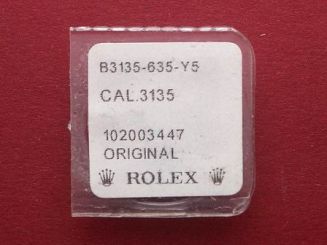 B3135-635-Y5
CAL.3135
102003447
ORIGINAL
ROLEX